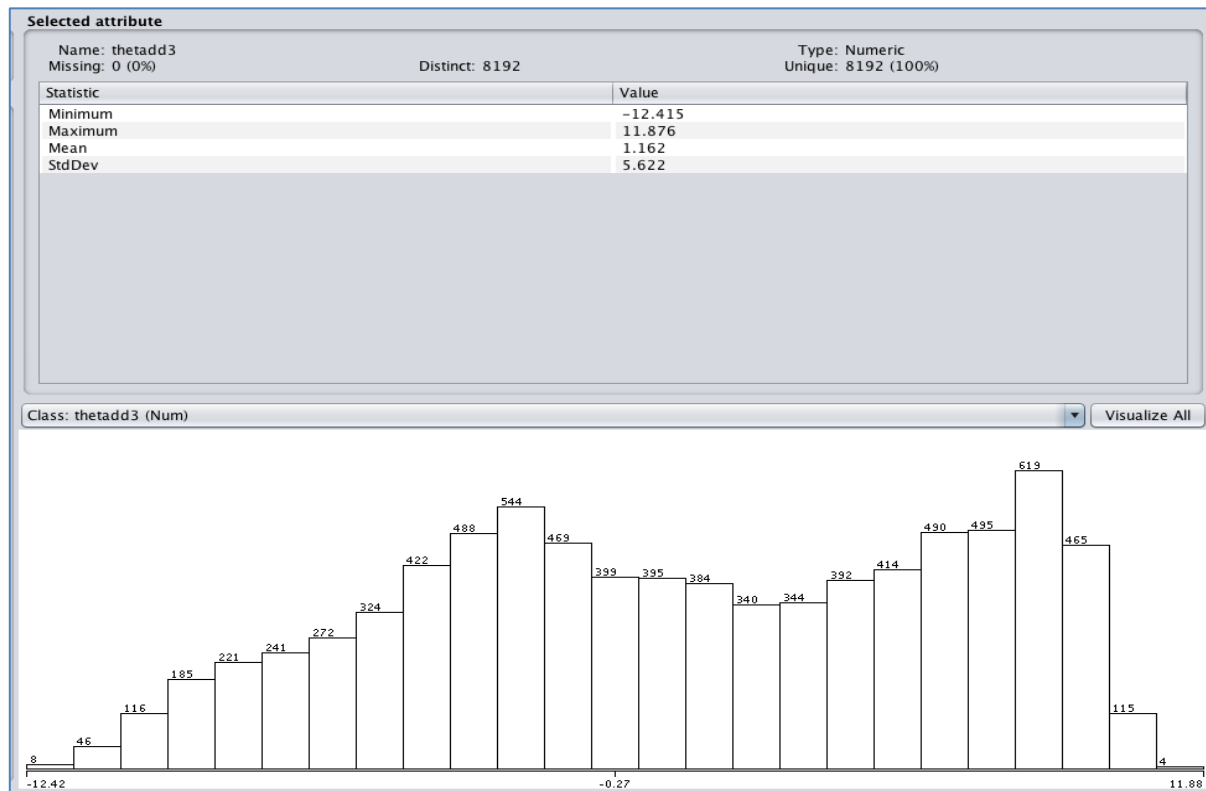 Selected attribute
Name: thetadd3 Type: Numeric
Missing: 0 (0%) Distinct: 8192 Unique: 8192 (100%)
Statistic Value
Minimum -12.415
Maximum 11.876
Mean 1.162
StdDev 5.622
Class: thetadd3 (Num) Visualize All
8 46 116 185 221 241 272 324 422 488 544 469 399 395 384 340 344 392 414 490 495 619 465 115 4
-12.42 -0.27 11.88